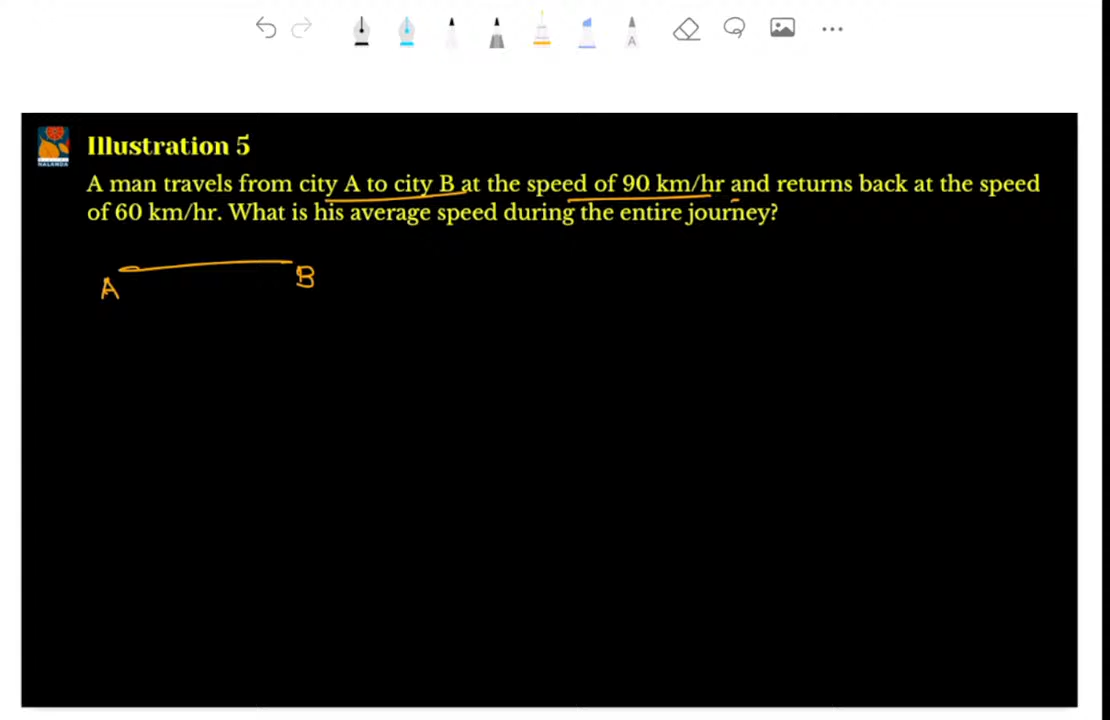 A
Illustration 5
A man travels from city A to city B at the speed of 90 km/hr and returns back at the speed
of 60 km/hr. What is his average speed during the entire journey?
A
B
NALANDA